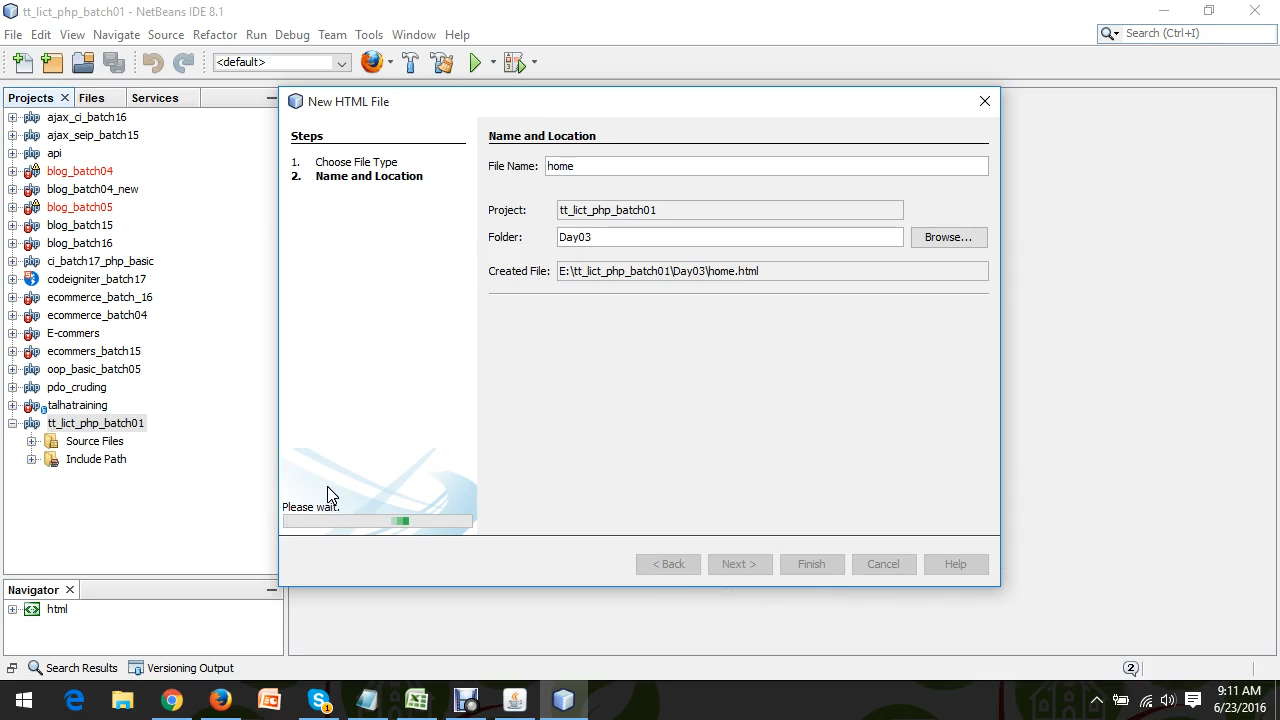 tt_lict_php_batch01 - NetBeans IDE 8.1
File Edit View Navigate Source Refactor Run Debug Team Tools Window Help
Search (Ctrl+I)
<default>
Projects Files Services
ajax_ci_batch16
ajax_seip_batch15
api
blog_batch04
blog_batch04_new
blog_batch05
blog_batch15
blog_batch16
ci_batch17_php_basic
codeigniter_batch17
ecommerce_batch_16
ecommerce_batch04
E-commers
ecommers_batch15
oop_basic_batch05
pdo_cruding
talhatraining
tt_lict_php_batch01
Source Files
Include Path
New HTML File
Steps
1. Choose File Type
2. Name and Location
Please wait.
Name and Location
File Name: home
Project: tt_lict_php_batch01
Folder: Day03 Browse...
Created File: E:\tt_lict_php_batch01\Day03\home.html
< Back Next > Finish Cancel Help
Navigator
html
Search Results Versioning Output
2
1
9:11 AM
6/23/2016